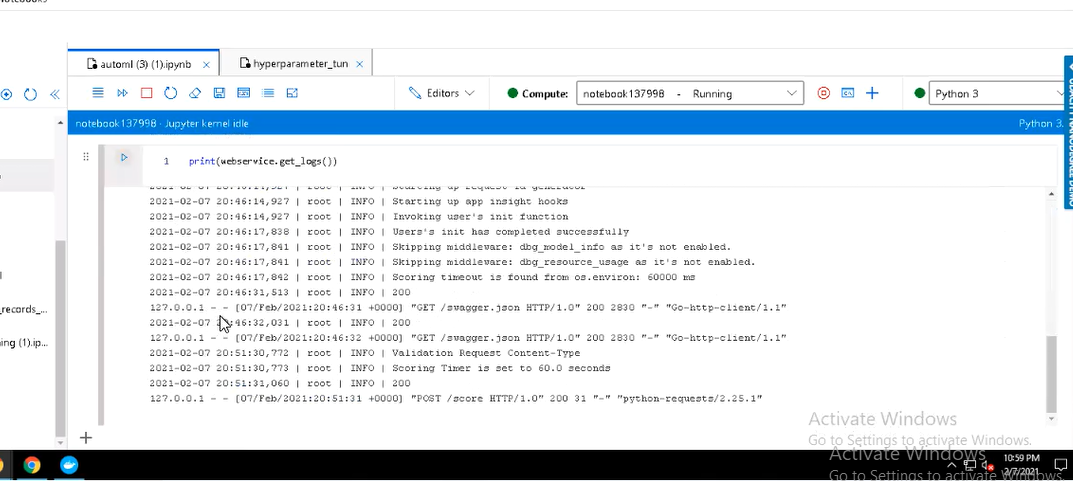 automl (3) (1).ipynb
hyperparameter_tun
Editors
Compute:
notebook137998 - Running
Python 3
notebook137998 · Jupyter kernel idle
Python 3.
1 print(webservice.get_logs())
2021-02-07 20:46:14,927 | root | INFO | Starting up request id generator
2021-02-07 20:46:14,927 | root | INFO | Starting up app insight hooks
2021-02-07 20:46:14,927 | root | INFO | Invoking user's init function
2021-02-07 20:46:17,838 | root | INFO | Users's init has completed successfully
2021-02-07 20:46:17,841 | root | INFO | Skipping middleware: dbg_model_info as it's not enabled.
2021-02-07 20:46:17,841 | root | INFO | Skipping middleware: dbg_resource_usage as it's not enabled.
2021-02-07 20:46:17,842 | root | INFO | Scoring timeout is found from os.environ: 60000 ms
2021-02-07 20:46:31,513 | root | INFO | 200
127.0.0.1 - - [07/Feb/2021:20:46:31 +0000] "GET /swagger.json HTTP/1.0" 200 2830 "-" "Go-http-client/1.1"
2021-02-07 20:46:32,031 | root | INFO | 200
127.0.0.1 - - [07/Feb/2021:20:46:32 +0000] "GET /swagger.json HTTP/1.0" 200 2830 "-" "Go-http-client/1.1"
2021-02-07 20:51:30,772 | root | INFO | Validation Request Content-Type
2021-02-07 20:51:30,773 | root | INFO | Scoring Timer is set to 60.0 seconds
2021-02-07 20:51:31,060 | root | INFO | 200
127.0.0.1 - - [07/Feb/2021:20:51:31 +0000] "POST /score HTTP/1.0" 200 31 "-" "python-requests/2.25.1"
_records_...
ing (1).ip...
Activate Windows
Go to Settings to activate Windows.
Activate Windows
Go to Settings to activate Windows.
10:59 PM
2/7/2021